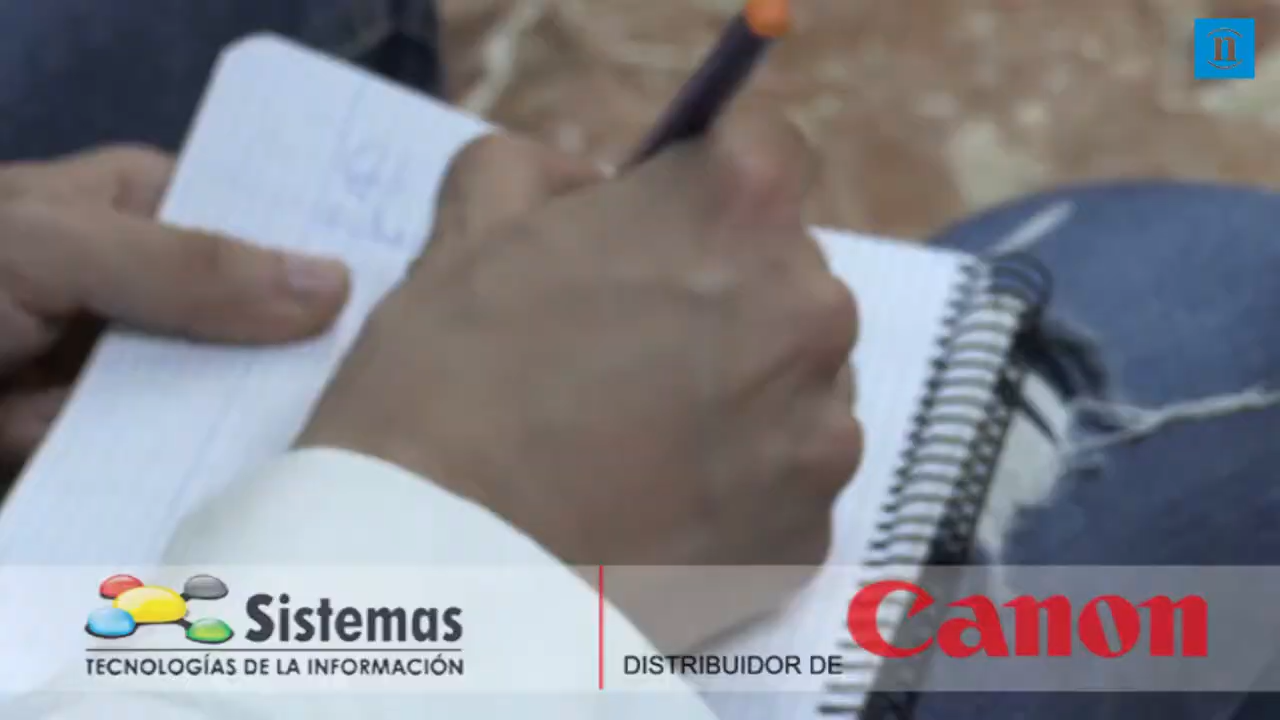 n
Sistemas
TECNOLOGÍAS DE LA INFORMACIÓN
DISTRIBUIDOR DE Canon